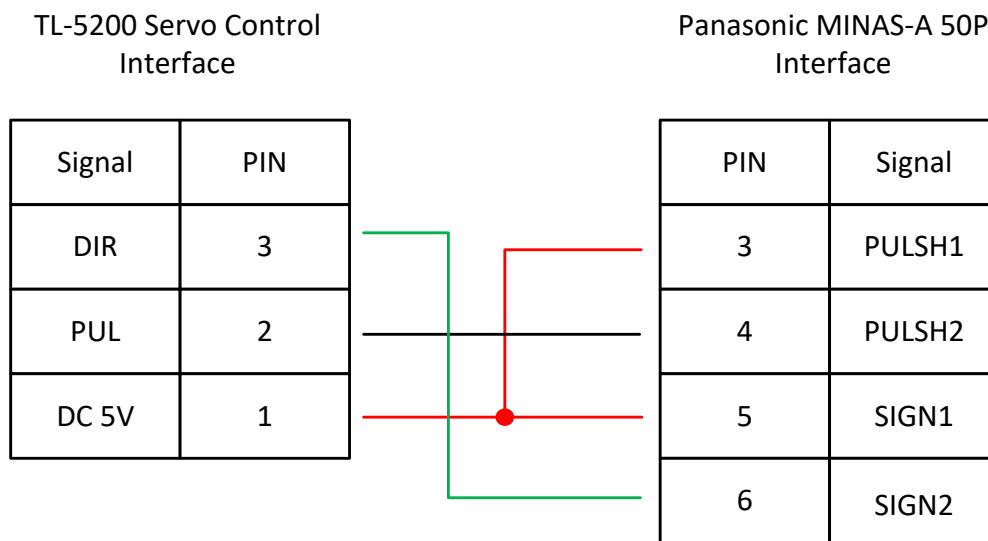 TL-5200 Servo Control
Interface
Panasonic MINAS-A 50P
Interface
Signal PIN
DIR 3
PUL 2
DC 5V 1
PIN Signal
3 PULSH1
4 PULSH2
5 SIGN1
6 SIGN2